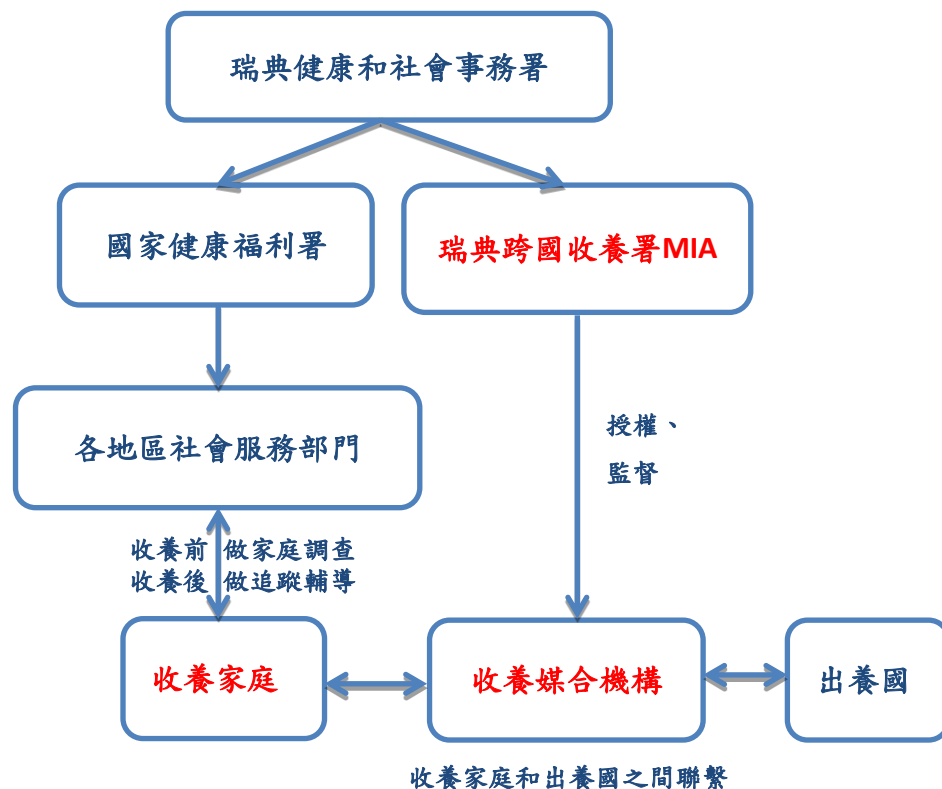 瑞典健康和社會事務署
國家健康福利署
瑞典跨國收養署MIA
各地區社會服務部門
授權、
監督
收養前 做家庭調查
收養後 做追蹤輔導
收養家庭
收養媒合機構
出養國
收養家庭和出養國之間聯繫